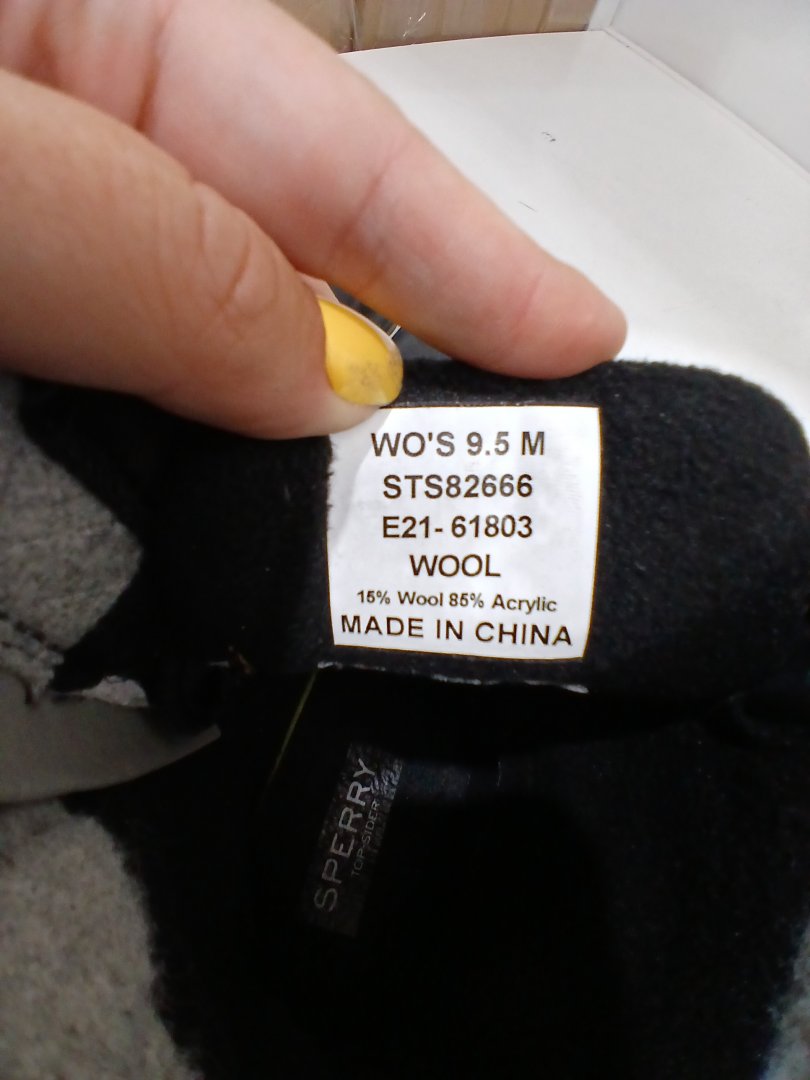 WO'S 9.5 M
STS82666
E21- 61803
WOOL
15% Wool 85% Acrylic
MADE IN CHINA
SPERRY
TOP-SIDER